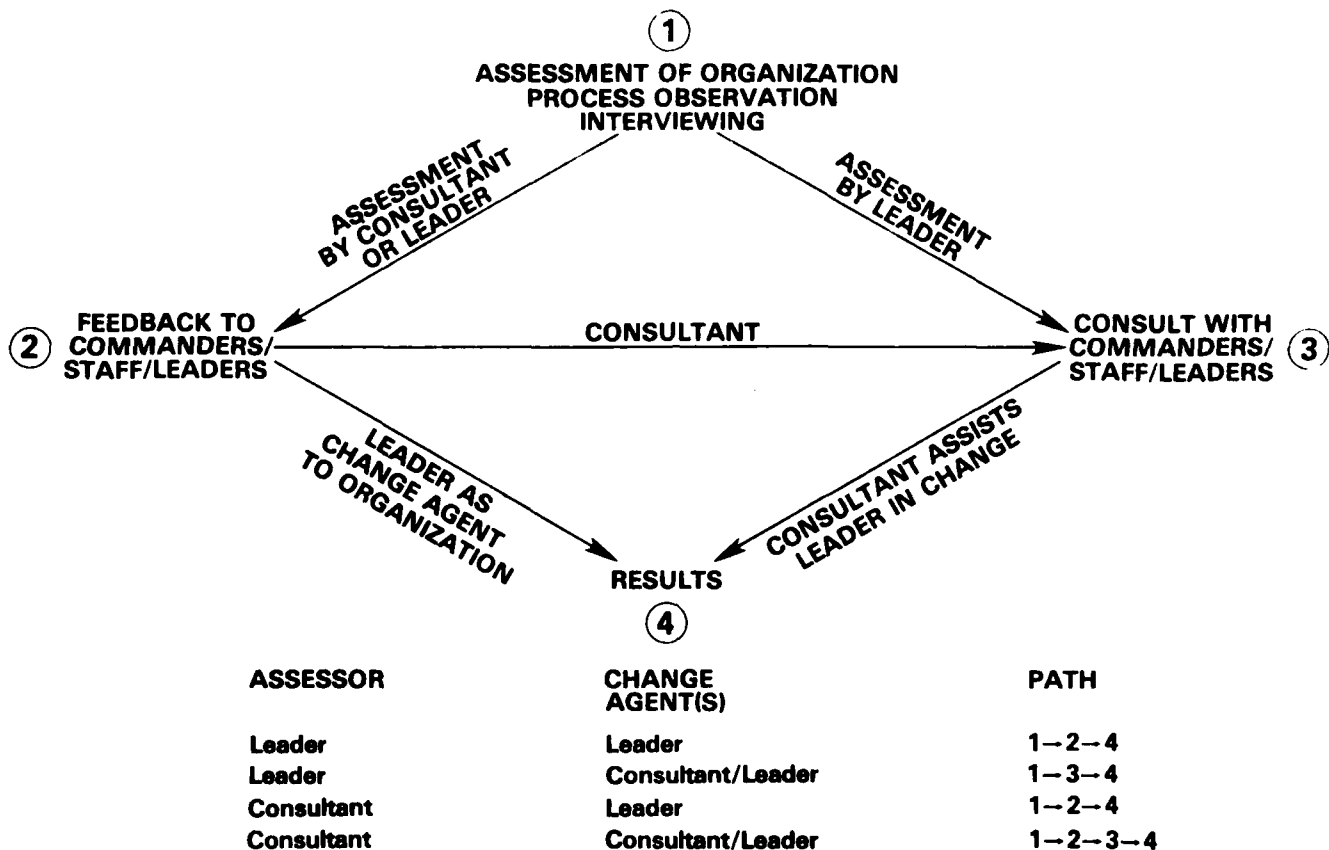 1
ASSESSMENT OF ORGANIZATION
PROCESS OBSERVATION
INTERVIEWING
ASSESSMENT
BY CONSULTANT
OR LEADER
ASSESSMENT
BY LEADER
2
FEEDBACK TO
COMMANDERS/
STAFF/LEADERS
CONSULTANT
CONSULT WITH
COMMANDERS/
STAFF/LEADERS
3
LEADER AS
CHANGE AGENT
TO ORGANIZATION
CONSULTANT ASSISTS
LEADER IN CHANGE
RESULTS
4
ASSESSOR CHANGE AGENT(S) PATH
Leader Leader 1→2→4
Leader Consultant/Leader 1→3→4
Consultant Leader 1→2→4
Consultant Consultant/Leader 1→2→3→4